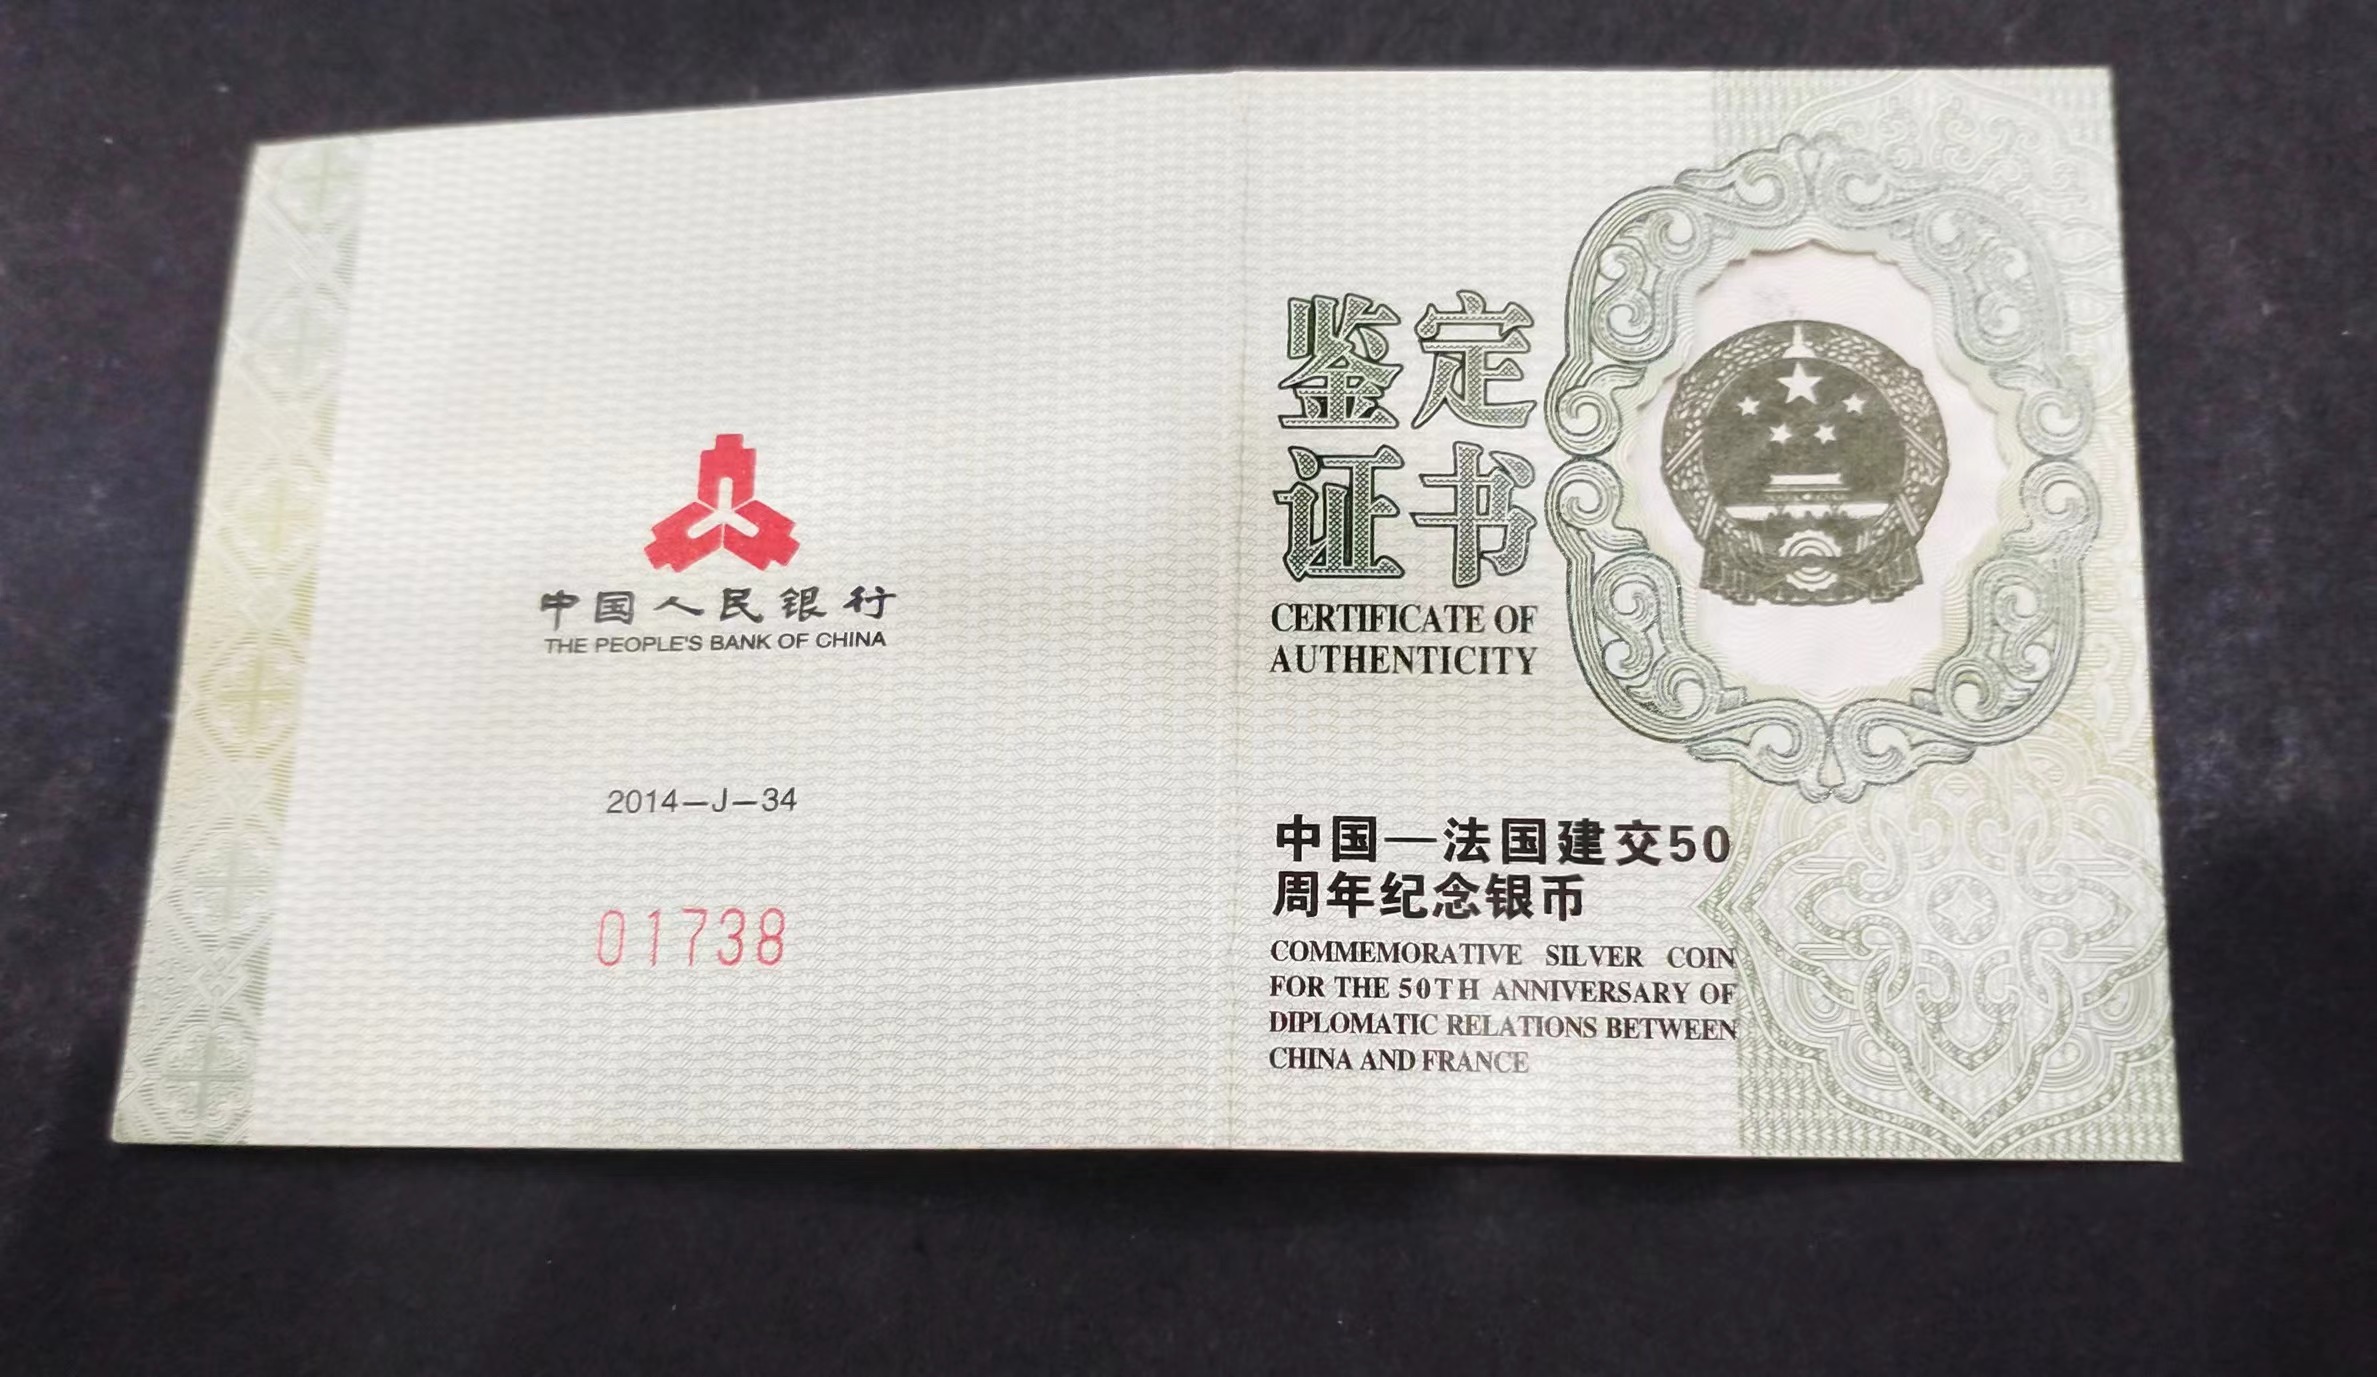 中国人民银行
THE PEOPLE'S BANK OF CHINA
2014—J—34
01738
鉴定
证书
CERTIFICATE OF
AUTHENTICITY
中国—法国建交50
周年纪念银币
COMMEMORATIVE SILVER COIN
FOR THE 50TH ANNIVERSARY OF
DIPLOMATIC RELATIONS BETWEEN
CHINA AND FRANCE